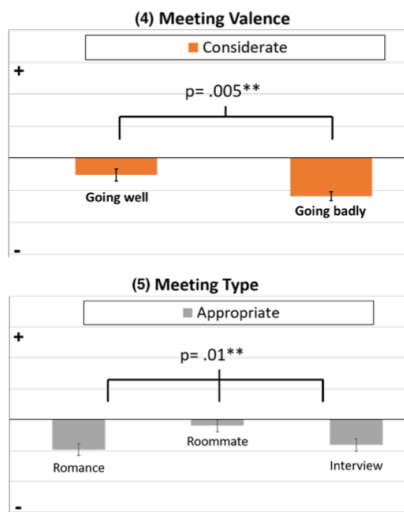 (4) Meeting Valence
Considerate
+
p= .005**
Going well
Going badly
-
(5) Meeting Type
Appropriate
+
p= .01**
Romance
Roommate
Interview
-